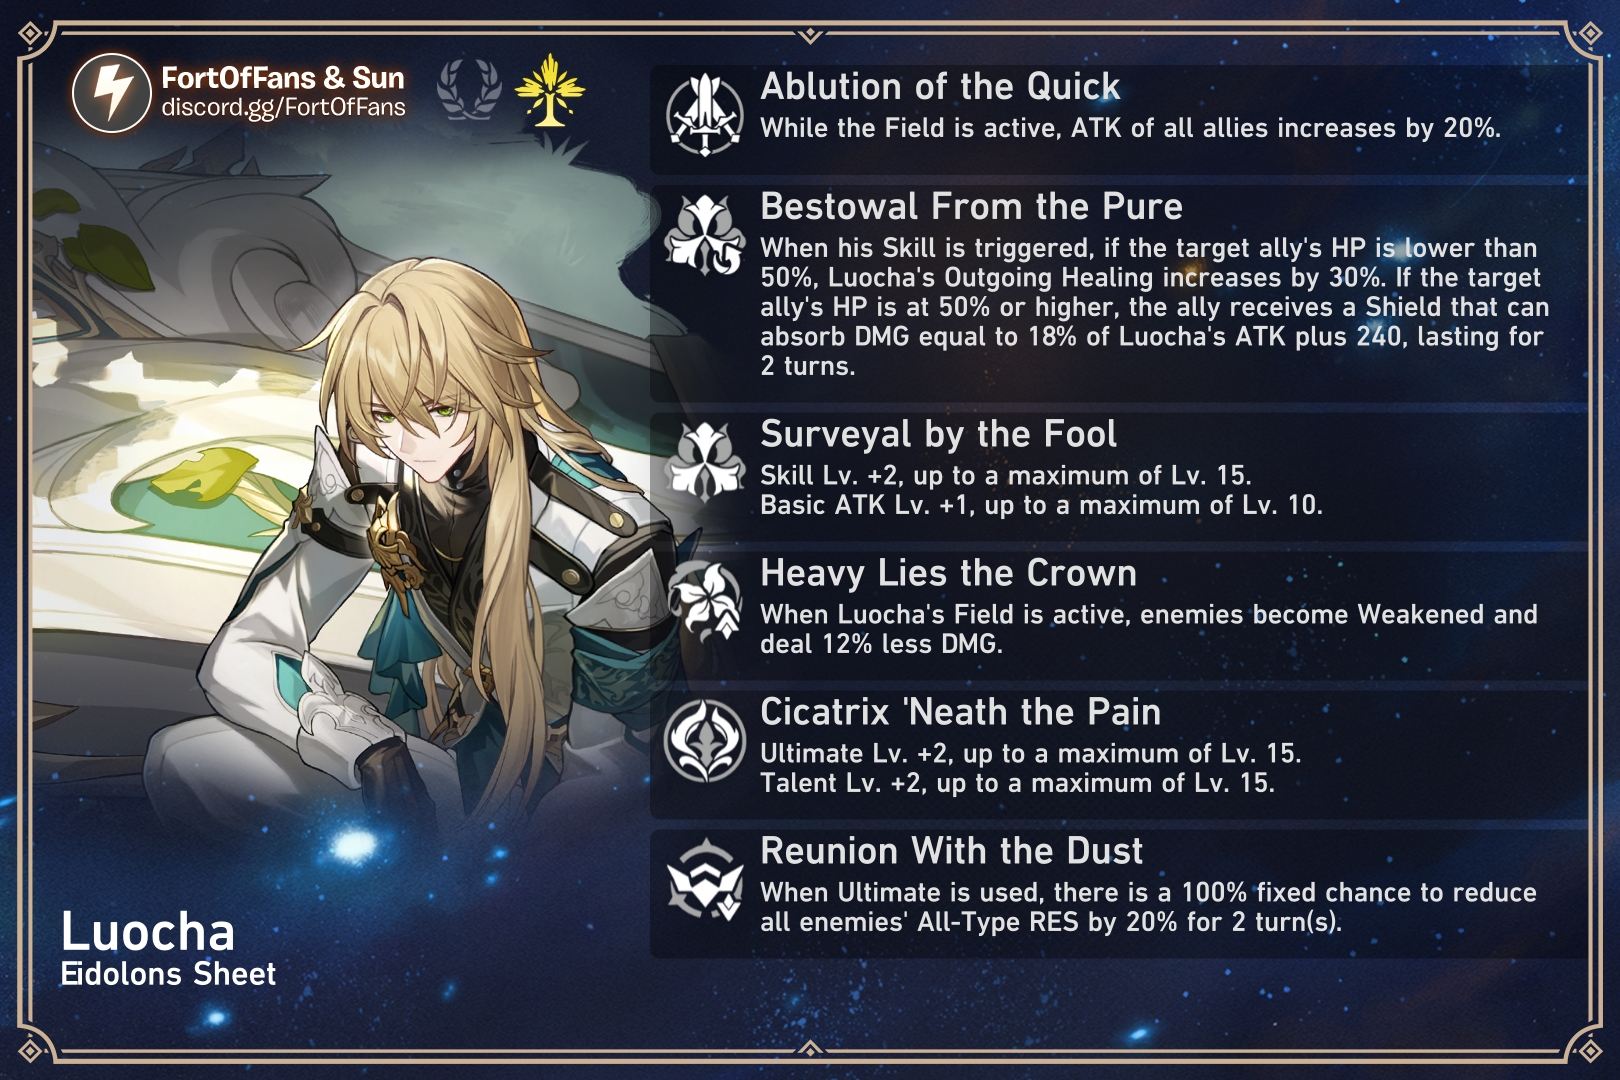 FortOfFans & Sun
discord.gg/FortOfFans
Ablution of the Quick
While the Field is active, ATK of all allies increases by 20%.
Bestowal From the Pure
When his Skill is triggered, if the target ally's HP is lower than
50%, Luocha's Outgoing Healing increases by 30%. If the target
ally's HP is at 50% or higher, the ally receives a Shield that can
absorb DMG equal to 18% of Luocha's ATK plus 240, lasting for
2 turns.
Surveyal by the Fool
Skill Lv. +2, up to a maximum of Lv. 15.
Basic ATK Lv. +1, up to a maximum of Lv. 10.
Heavy Lies the Crown
When Luocha's Field is active, enemies become Weakened and
deal 12% less DMG.
Cicatrix 'Neath the Pain
Ultimate Lv. +2, up to a maximum of Lv. 15.
Talent Lv. +2, up to a maximum of Lv. 15.
Reunion With the Dust
When Ultimate is used, there is a 100% fixed chance to reduce
all enemies' All-Type RES by 20% for 2 turn(s).
Luocha
Eidolons Sheet